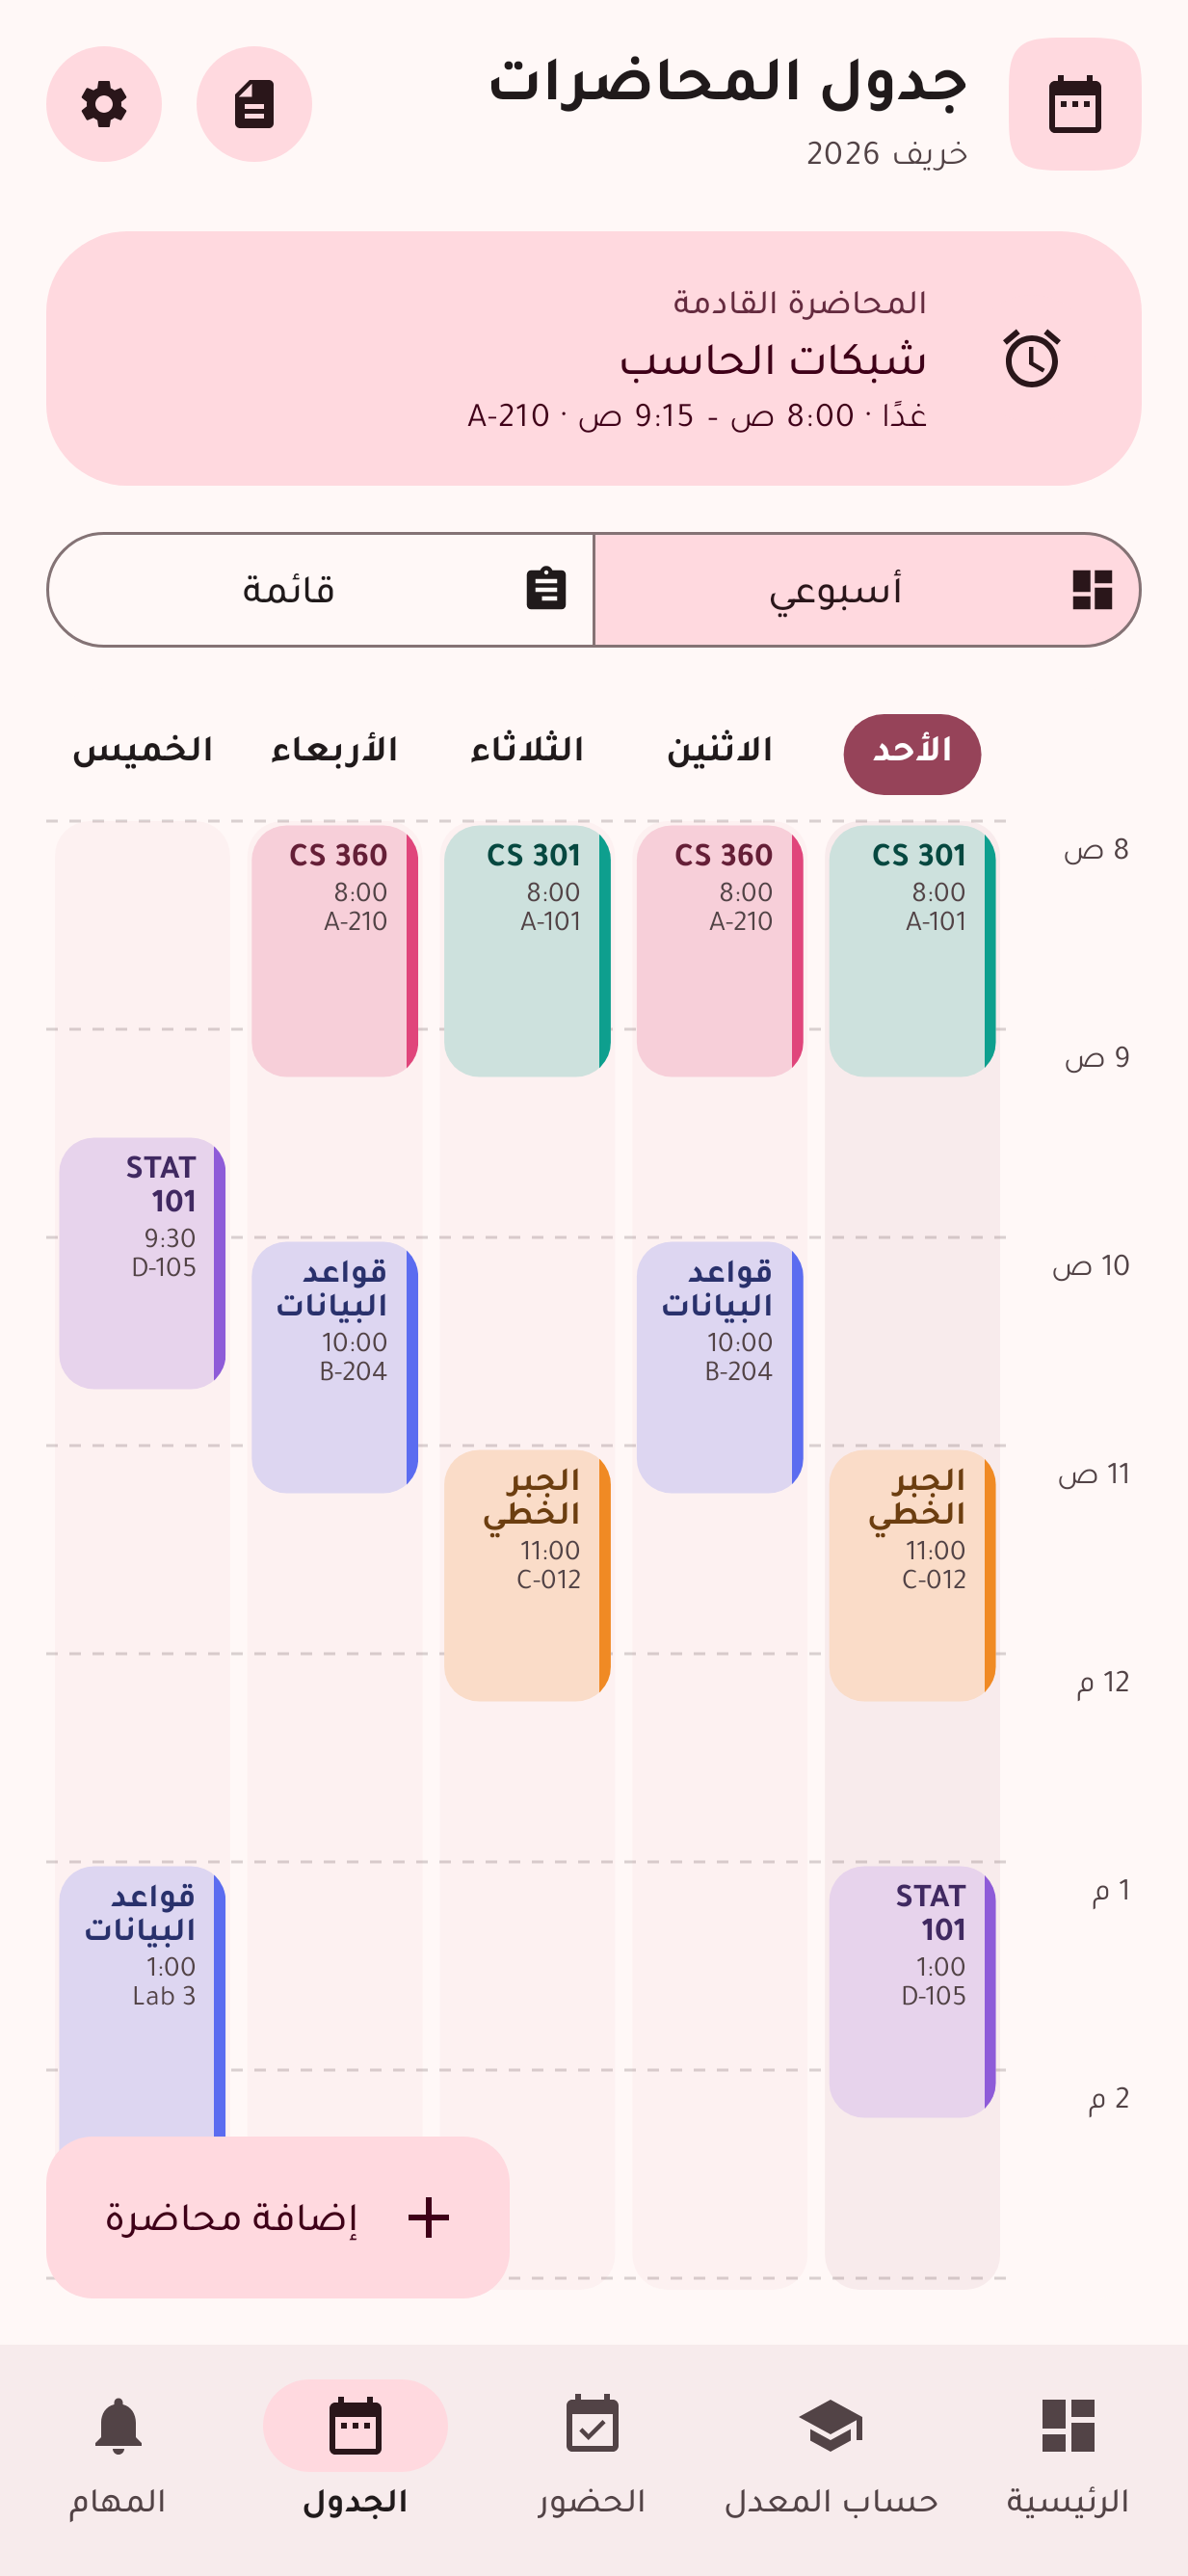 جدول المحاضرات
خريف 2026
المحاضرة القادمة
شبكات الحاسب
غدًا · 8:00 ص - 9:15 ص · A-210
أسبوعي
قائمة
الأحد
الاثنين
الثلاثاء
الأربعاء
الخميس
8 ص
9 ص
10 ص
11 ص
12 م
1 م
2 م
CS 301
8:00
A-101
الجبر
الخطي
11:00
C-012
STAT
101
1:00
D-105
CS 360
8:00
A-210
قواعد
البيانات
10:00
B-204
CS 301
8:00
A-101
الجبر
الخطي
11:00
C-012
CS 360
8:00
A-210
قواعد
البيانات
10:00
B-204
STAT
101
9:30
D-105
قواعد
البيانات
1:00
Lab 3
إضافة محاضرة
الرئيسية
حساب المعدل
الحضور
الجدول
المهام